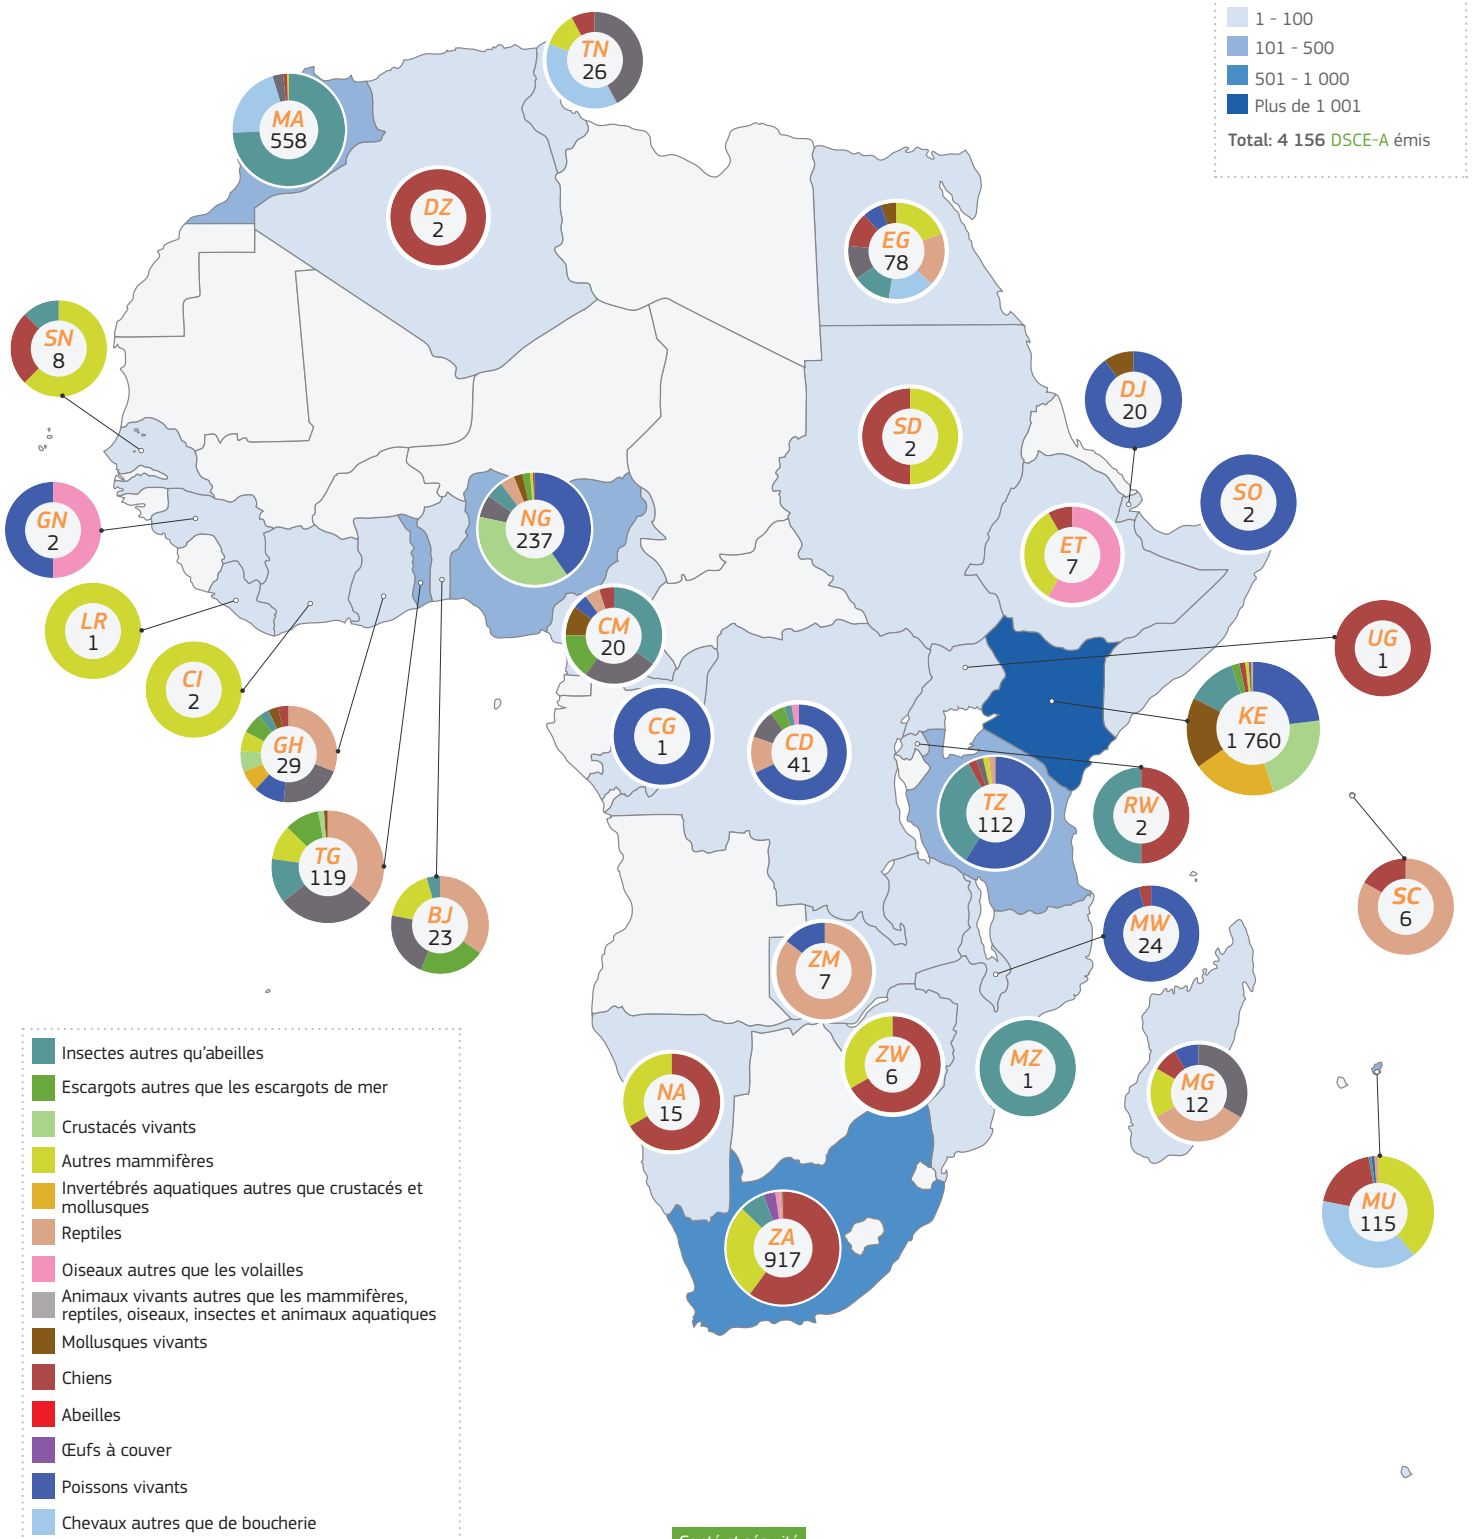 1 - 100
101 - 500
501 - 1 000
Plus de 1 001
Total: 4 156 DSCE-A émis
TN
26
MA
558
DZ
2
EG
78
SN
8
DJ
20
SD
2
SO
2
GN
2
NG
237
ET
7
LR
1
CM
20
UG
1
CI
2
CG
1
CD
41
KE
1 760
GH
29
TZ
112
RW
2
TG
119
SC
6
BJ
23
MW
24
ZM
7
ZW
6
MZ
1
NA
15
MG
12
MU
115
ZA
917
Insectes autres qu'abeilles
Escargots autres que les escargots de mer
Crustacés vivants
Autres mammifères
Invertébrés aquatiques autres que crustacés et
mollusques
Reptiles
Oiseaux autres que les volailles
Animaux vivants autres que les mammifères,
reptiles, oiseaux, insectes et animaux aquatiques
Mollusques vivants
Chiens
Abeilles
Œufs à couver
Poissons vivants
Chevaux autres que de boucherie